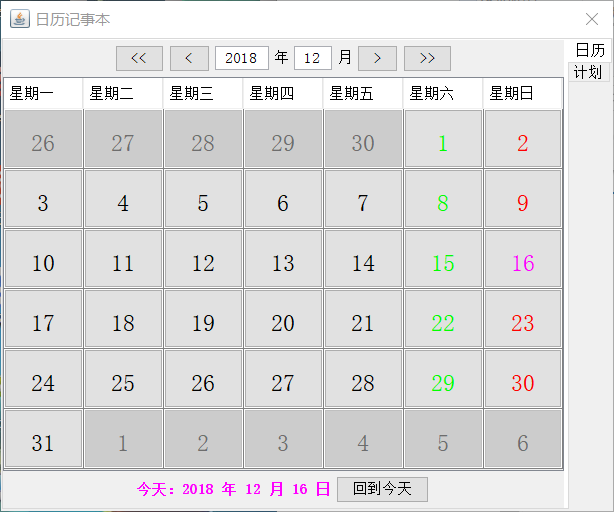 日历记事本
<< < 2018 年 12 月 > >>
日历
计划
星期一 星期二 星期三 星期四 星期五 星期六 星期日
26 27 28 29 30 1 2
3 4 5 6 7 8 9
10 11 12 13 14 15 16
17 18 19 20 21 22 23
24 25 26 27 28 29 30
31 1 2 3 4 5 6
今天：2018 年 12 月 16 日 回到今天